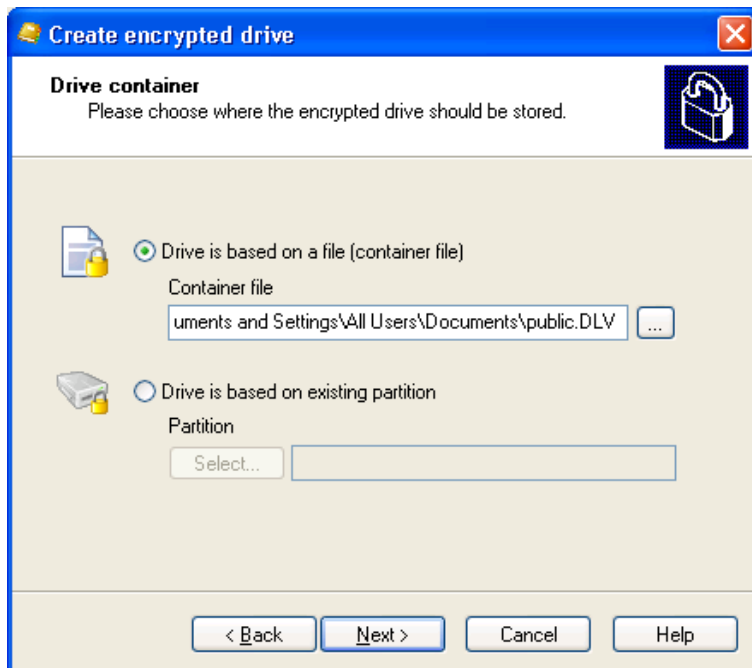 Create encrypted drive
Drive container
Please choose where the encrypted drive should be stored.
Drive is based on a file (container file)
Container file
uments and Settings\All Users\Documents\public.DLV
...
Drive is based on existing partition
Partition
Select...
< Back
Next >
Cancel
Help